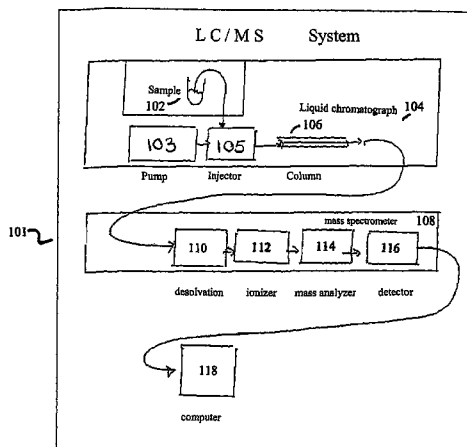 LC/MS System
Sample
102
Liquid chromatograph 104
106
103 105
Pump Injector Column
101
mass spectrometer 108
110 112 114 116
desolvation ionizer mass analyzer detector
118
computer